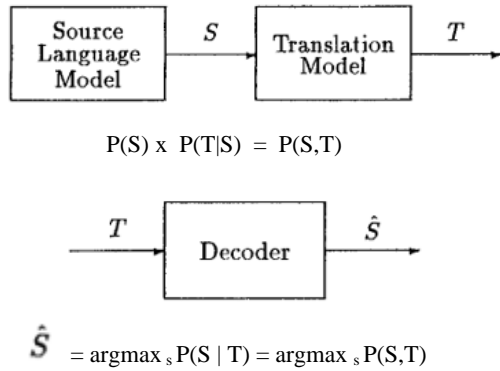 Source Language Model
S
Translation Model
T
P(S) x P(T|S) = P(S,T)
T
Decoder
Ŝ
Ŝ = argmax s P(S | T) = argmax s P(S,T)